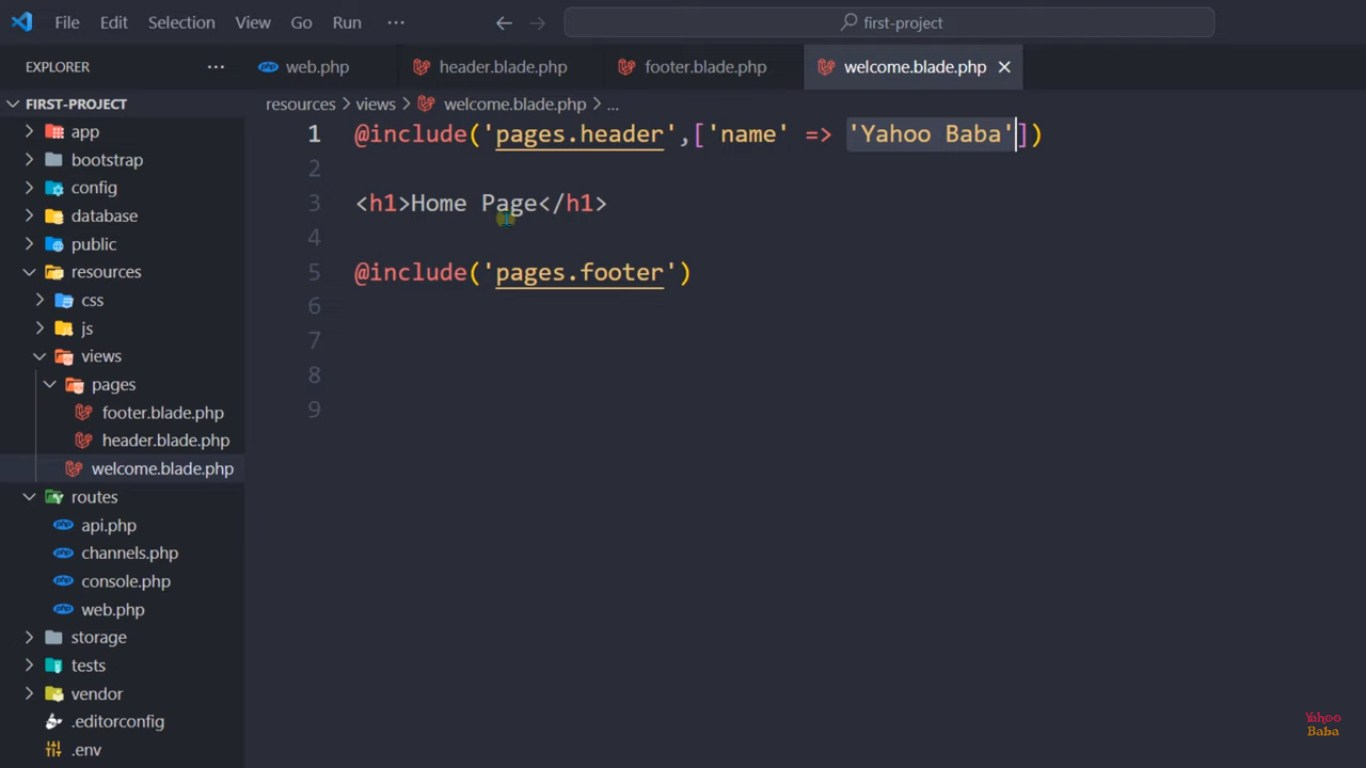 File Edit Selection View Go Run ··· first-project
EXPLORER ··· web.php header.blade.php footer.blade.php welcome.blade.php
FIRST-PROJECT
resources > views > welcome.blade.php > ...
app
bootstrap
config
database
public
resources
css
js
views
pages
footer.blade.php
header.blade.php
welcome.blade.php
routes
api.php
channels.php
console.php
web.php
storage
tests
vendor
.editorconfig
.env
1 @include('pages.header',['name' => 'Yahoo Baba'])
2
3 <h1>Home Page</h1>
4
5 @include('pages.footer')
6
7
8
9
Yahoo
Baba